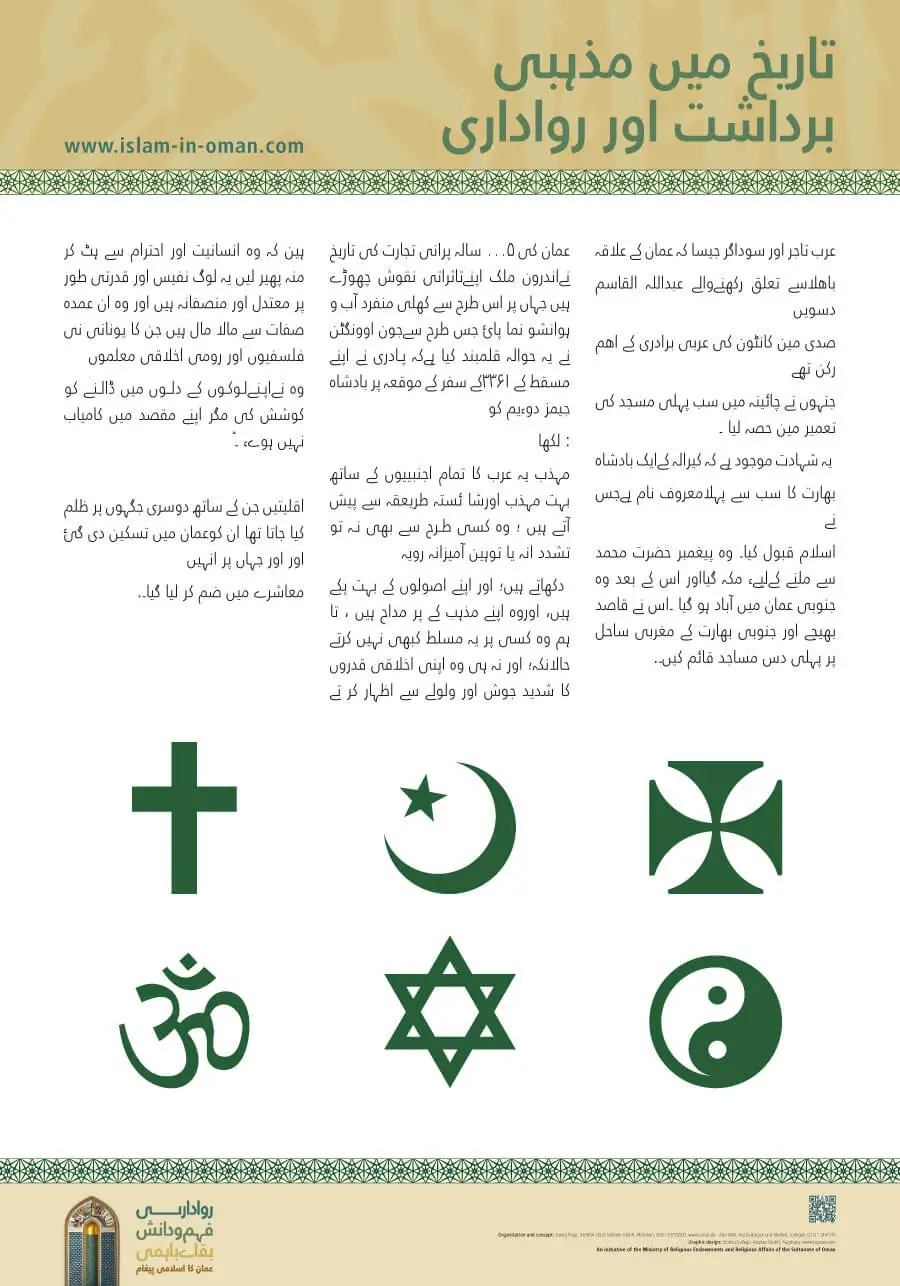 تاریخ میں مذہبی
برداشت اور رواداری
www.islam-in-oman.com
عرب تاجر اور سوداگر جیسا کہ عمان کے علاقہ
باھلاسے تعلق رکھنےوالے عبداللہ القاسم
دسویں
صدی مین کانٹون کی عربی برادری کے اھم
رکن تھے
جنہوں نے چائینہ میں سب پہلی مسجد کی
تعمیر مین حصہ لیا ۔
یہ شہادت موجود ہے کہ کیرالہ کےایک بادشاہ
بھارت کا سب سے پہلامعروف نام ہےجس
نے
اسلام قبول کیا۔ وہ پیغمبر حضرت محمد
سے ملنے کےلیے، مکہ گیااور اس کے بعد وہ
جنوبی عمان میں آباد ہو گیا ۔اس نے قاصد
بھیجے اور جنوبی بھارت کے مغربی ساحل
پر پہلی دس مساجد قائم کیں۔.
عمان کی ۵... سالہ پرانی تجارت کی تاریخ
نےاندرون ملک اپنےتاثراتی نقوش چھوڑے
ہیں جہاں پر اس طرح سے کھلی منفرد آب و
ہوانشو نما پائ جس طرح سےجون اوونگٹن
نے یہ حوالہ قلمبند کیا ہےکہ پادری نے اپنے
مسقط کے ۳۳۶۱کے سفر کے موقعہ پر بادشاہ
جیمز دوءیم کو
: لکھا
مہذب یہ عرب کا تمام اجنبییوں کے ساتھ
بہت مہذب اورشا ئستہ طریعقہ سے پیش
آتے ہیں ؛ وہ کسی طرح سے بھی نہ تو
تشدد انہ یا توہین آمیزانہ رویہ
دکھاتے ہیں؛ اور اپنے اصولوں کے بہت پکے
ہیں، اوروہ اپنے مذہب کے پر مداح ہیں ، تا
ہم وہ کسی پر یہ مسلط کبھی نہیں کرتے
حالانکہ؛ اور نہ ہی وہ اپنی اخلاقی قدروں
کا شدید جوش اور ولولے سے اظہار کر تے
ہین کہ وہ انسانیت اور احترام سے ہٹ کر
منہ پھیر لیں یہ لوگ نفیس اور قدرتی طور
پر معتدل اور منصفانہ ہیں اور وہ ان عمدہ
صفات سے مالا مال ہیں جن کا یونانی نی
فلسفیوں اور رومی اخلاقی معلموں
وہ نےاپنےلوکوں کے دلوں میں ڈالنے کو
کوشش کی مگر اپنے مقصد میں کامیاب
نہیں ہوے، ۔"
اقلیتیں جن کے ساتھ دوسری جگہوں پر ظلم
کیا جاتا تھا ان کوعمان میں تسکین دی گئ
اور اور جہاں پر انہیں
معاشرے میں ضم کر لیا گیا۔.
رواداری
فہم ودانش
بقائے باہمی
عمان کا اسلامی پیغام
An initiative of the Ministry of Religious Endowments and Religious Affairs of the Sultanate of Oman